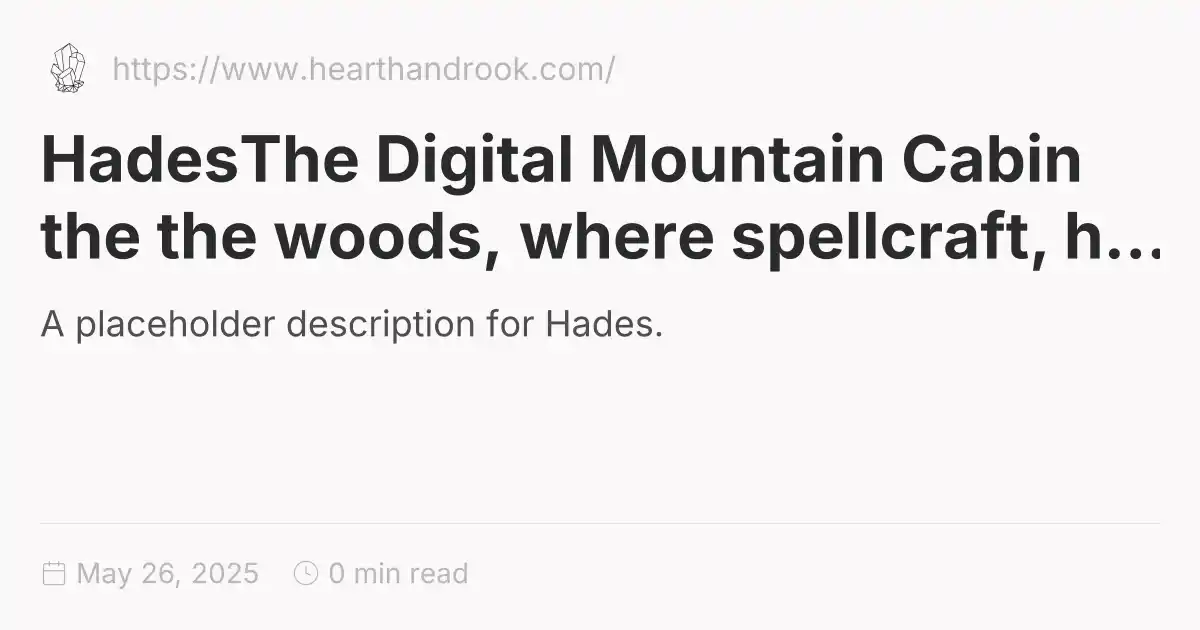 https://www.hearthandrook.com/
HadesThe Digital Mountain Cabin
the the woods, where spellcraft, h...
A placeholder description for Hades.
May 26, 2025
0 min read